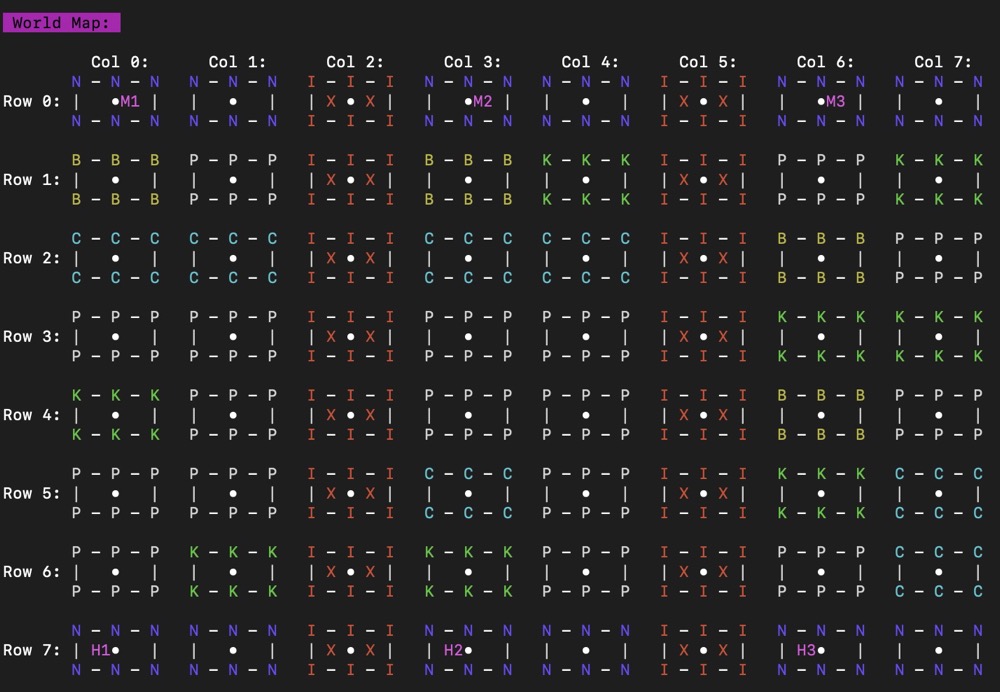 World Map:
Col 0: Col 1: Col 2: Col 3: Col 4: Col 5: Col 6: Col 7:
N - N - N N - N - N I - I - I N - N - N N - N - N I - I - I N - N - N N - N - N
Row 0: | •M1 | | • | | X • X | | •M2 | | • | | X • X | | •M3 | | • |
N - N - N N - N - N I - I - I N - N - N N - N - N I - I - I N - N - N N - N - N
B - B - B P - P - P I - I - I B - B - B K - K - K I - I - I P - P - P K - K - K
Row 1: | • | | • | | X • X | | • | | • | | X • X | | • | | • |
B - B - B P - P - P I - I - I B - B - B K - K - K I - I - I P - P - P K - K - K
C - C - C C - C - C I - I - I C - C - C C - C - C I - I - I B - B - B P - P - P
Row 2: | • | | • | | X • X | | • | | • | | X • X | | • | | • |
C - C - C C - C - C I - I - I C - C - C C - C - C I - I - I B - B - B P - P - P
P - P - P P - P - P I - I - I P - P - P P - P - P I - I - I K - K - K K - K - K
Row 3: | • | | • | | X • X | | • | | • | | X • X | | • | | • |
P - P - P P - P - P I - I - I P - P - P P - P - P I - I - I K - K - K K - K - K
K - K - K P - P - P I - I - I P - P - P P - P - P I - I - I B - B - B P - P - P
Row 4: | • | | • | | X • X | | • | | • | | X • X | | • | | • |
K - K - K P - P - P I - I - I P - P - P P - P - P I - I - I B - B - B P - P - P
P - P - P P - P - P I - I - I C - C - C P - P - P I - I - I K - K - K C - C - C
Row 5: | • | | • | | X • X | | • | | • | | X • X | | • | | • |
P - P - P P - P - P I - I - I C - C - C P - P - P I - I - I K - K - K C - C - C
P - P - P K - K - K I - I - I K - K - K P - P - P I - I - I P - P - P C - C - C
Row 6: | • | | • | | X • X | | • | | • | | X • X | | • | | • |
P - P - P K - K - K I - I - I K - K - K P - P - P I - I - I P - P - P C - C - C
N - N - N N - N - N I - I - I N - N - N N - N - N I - I - I N - N - N N - N - N
Row 7: | H1• | | • | | X • X | | H2• | | • | | X • X | | H3• | | • |
N - N - N N - N - N I - I - I N - N - N N - N - N I - I - I N - N - N N - N - N